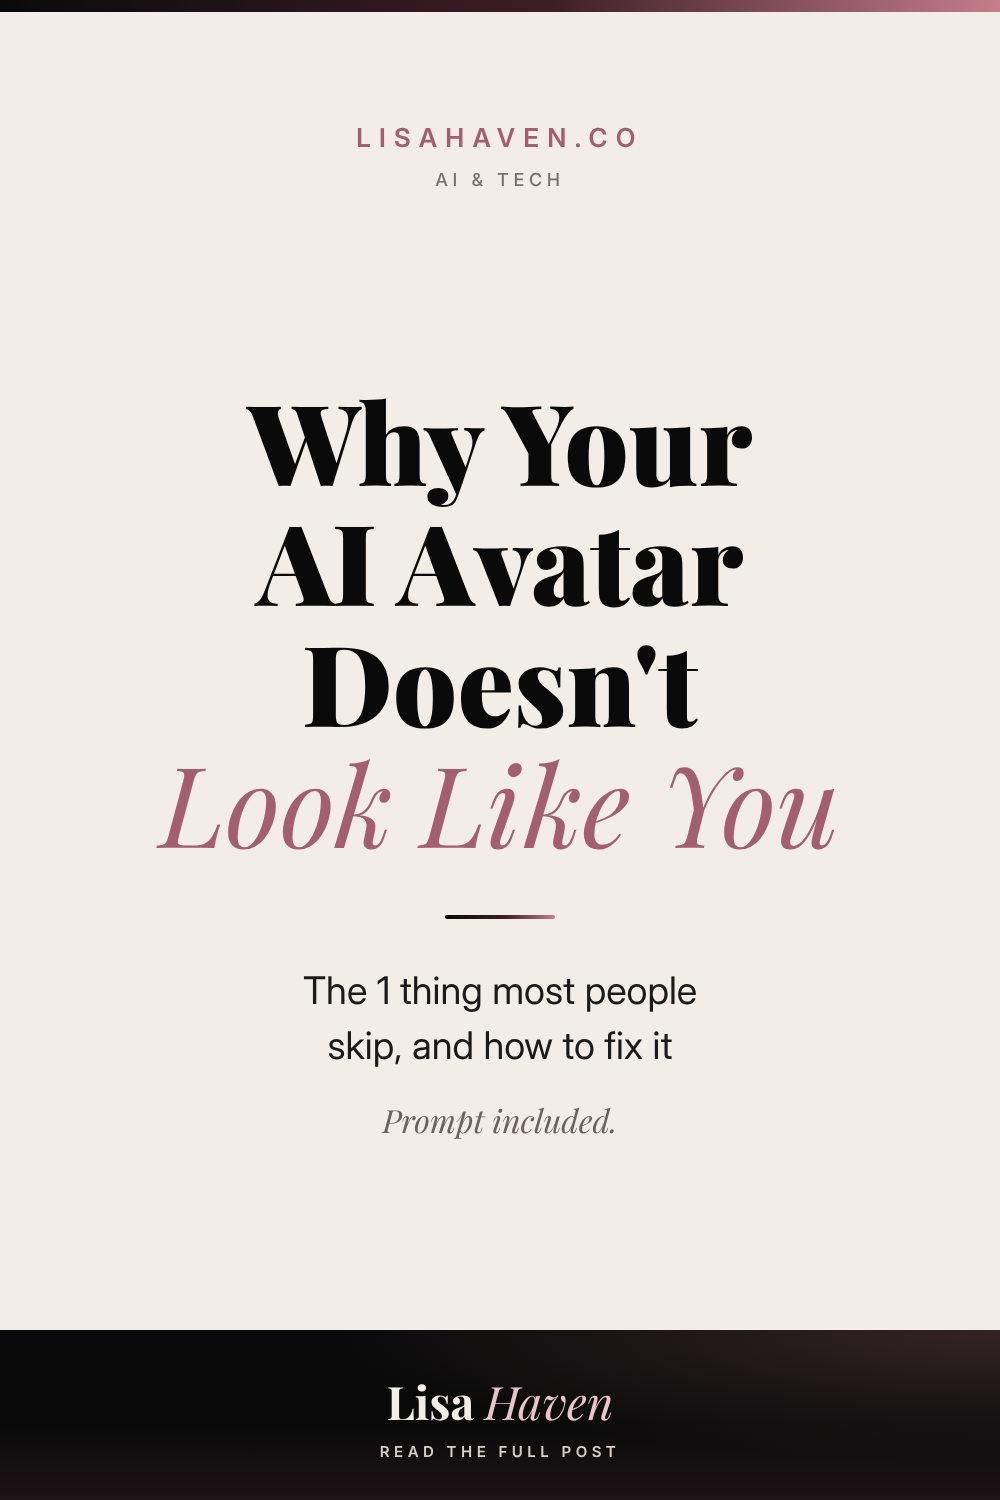 LISAHAVEN.CO
AI & TECH
Why Your
AI Avatar
Doesn't
Look Like You
The 1 thing most people
skip, and how to fix it
Prompt included.
Lisa Haven
READ THE FULL POST